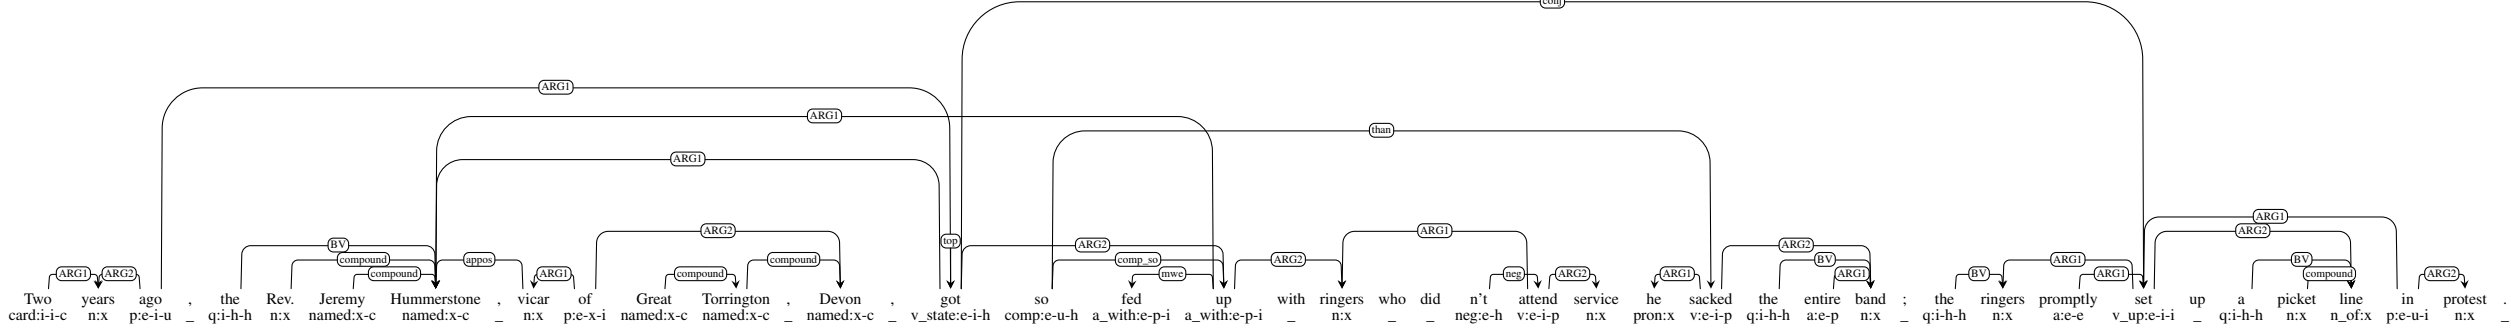 conj
ARG1
ARG1
than
ARG1
ARG1
ARG2 ARG1 ARG2
top
BV ARG2 ARG2
compound appos compound comp_so ARG2 BV ARG1 BV
ARG1 ARG2 compound ARG1 compound mwe neg ARG2 ARG1 ARG1 BV ARG1 compound ARG2
Two years ago , the Rev. Jeremy Hummerstone , vicar of Great Torrington , Devon , got so fed up with ringers who did n't attend service he sacked the entire band ; the ringers promptly set up a picket line in protest .
card:i-i-c n:x p:e-i-u _ q:i-h-h n:x named:x-c named:x-c _ n:x p:e-x-i named:x-c named:x-c _ named:x-c _ v_state:e-i-h comp:e-u-h a_with:e-p-i a_with:e-p-i _ n:x _ _ neg:e-h v:e-i-p n:x pron:x v:e-i-p q:i-h-h a:e-p n:x _ q:i-h-h n:x a:e-e v_up:e-i-i _ q:i-h-h n:x n_of:x p:e-u-i n:x _